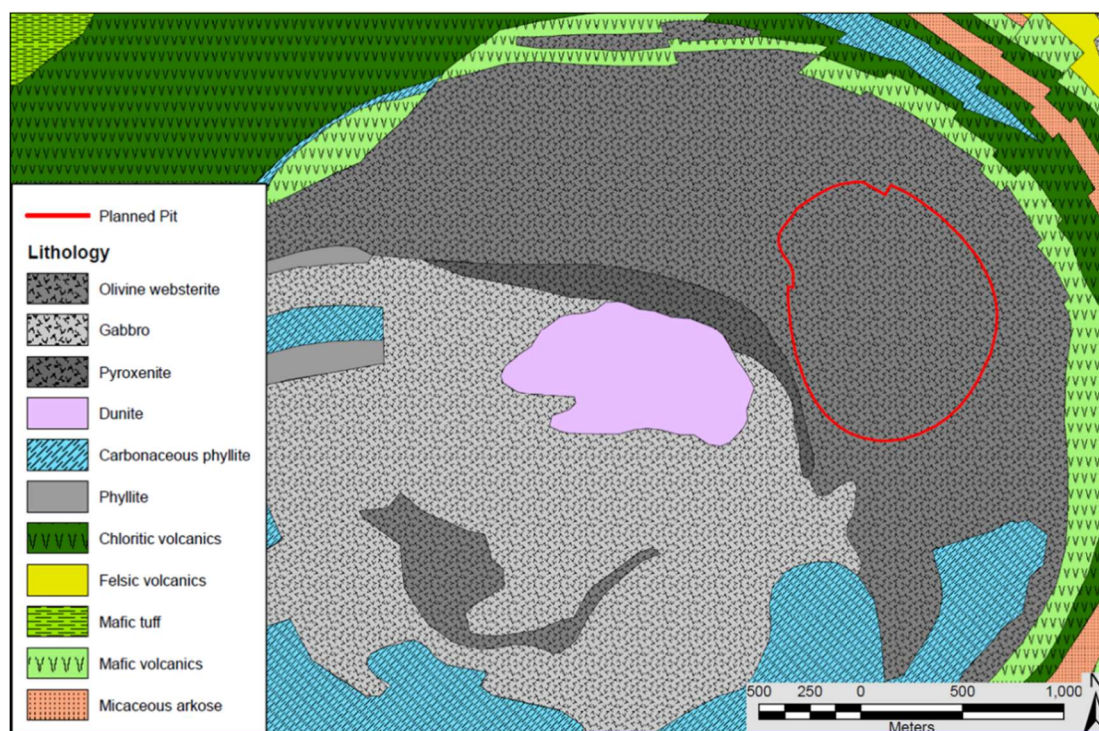 Planned Pit
Lithology
Olivine websterite
Gabbro
Pyroxenite
Dunite
Carbonaceous phyllite
Phyllite
Chloritic volcanics
Felsic volcanics
Mafic tuff
Mafic volcanics
Micaceous arkose
N
500 250 0 500 1,000
Meters